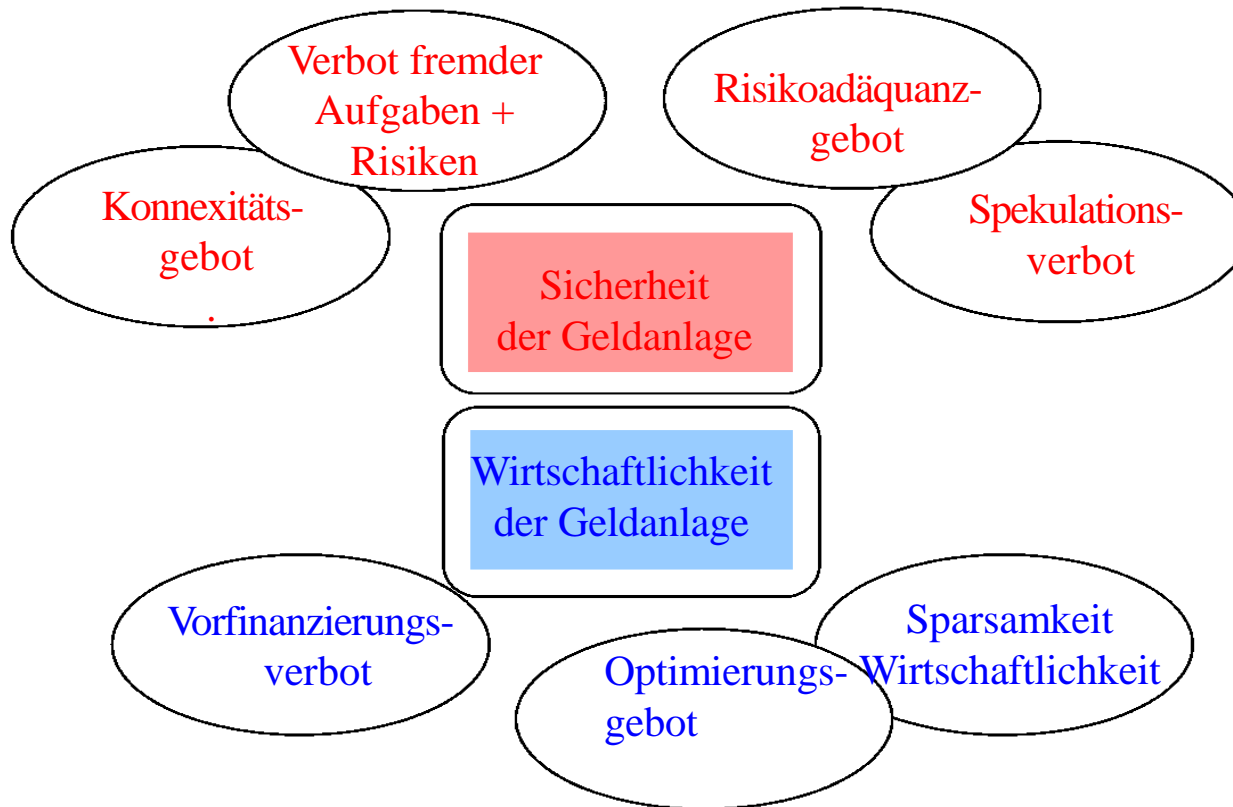 Verbot fremder
Aufgaben +
Risiken
Risikoadäquanz-
gebot
Konnexitäts-
gebot
.
Spekulations-
verbot
Sicherheit
der Geldanlage
Wirtschaftlichkeit
der Geldanlage
Vorfinanzierungs-
verbot
Optimierungs-
gebot
Sparsamkeit
Wirtschaftlichkeit